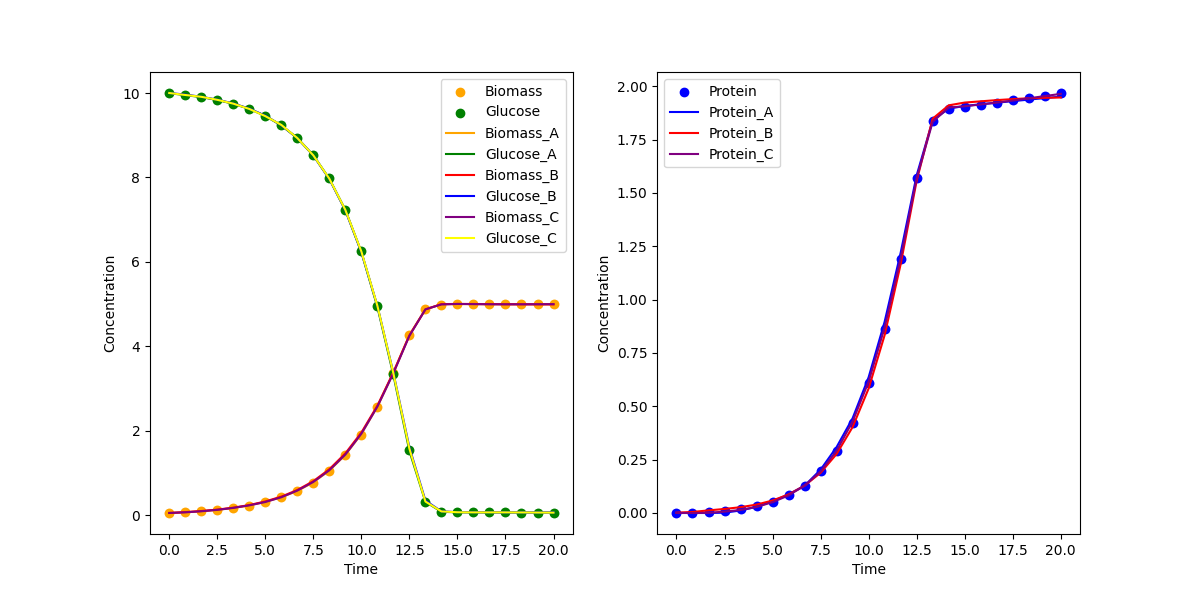 Concentration
10
8
6
4
2
0
0.0 2.5 5.0 7.5 10.0 12.5 15.0 17.5 20.0
Time
Biomass
Glucose
Biomass_A
Glucose_A
Biomass_B
Glucose_B
Biomass_C
Glucose_C
Concentration
2.00
1.75
1.50
1.25
1.00
0.75
0.50
0.25
0.00
0.0 2.5 5.0 7.5 10.0 12.5 15.0 17.5 20.0
Time
Protein
Protein_A
Protein_B
Protein_C